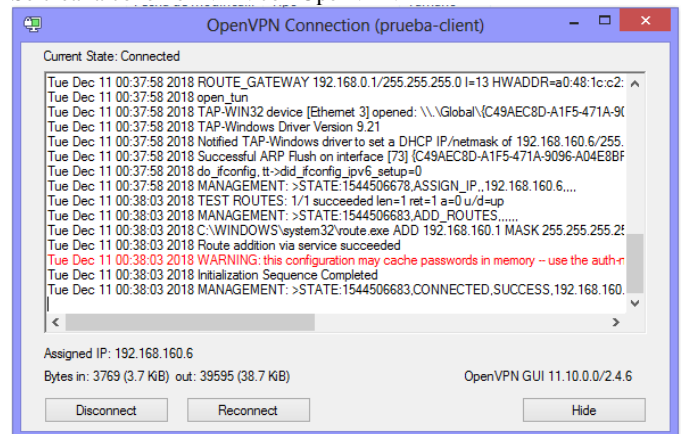 OpenVPN Connection (prueba-client)
Current State: Connected
Tue Dec 11 00:37:58 2018 ROUTE_GATEWAY 192.168.0.1/255.255.255.0 I=13 HWADDR=a0:48:1c:c2:
Tue Dec 11 00:37:58 2018 open_tun
Tue Dec 11 00:37:58 2018 TAP-WIN32 device [Ethernet 3] opened: \\.\Global\{C49AEC8D-A1F5-471A-90
Tue Dec 11 00:37:58 2018 TAP-Windows Driver Version 9.21
Tue Dec 11 00:37:58 2018 Notified TAP-Windows driver to set a DHCP IP/netmask of 192.168.160.6/255.
Tue Dec 11 00:37:58 2018 Successful ARP Flush on interface [73] {C49AEC8D-A1F5-471A-9096-A04E8BF
Tue Dec 11 00:37:58 2018 do_ifconfig, tt->did_ifconfig_ipv6_setup=0
Tue Dec 11 00:37:58 2018 MANAGEMENT: >STATE:1544506678,ASSIGN_IP,,192.168.160.6,,,,
Tue Dec 11 00:38:03 2018 TEST ROUTES: 1/1 succeeded len=1 ret=1 a=0 u/d=up
Tue Dec 11 00:38:03 2018 MANAGEMENT: >STATE:1544506683,ADD_ROUTES,,,,,,
Tue Dec 11 00:38:03 2018 C:\WINDOWS\system32\route.exe ADD 192.168.160.1 MASK 255.255.255.25
Tue Dec 11 00:38:03 2018 Route addition via service succeeded
Tue Dec 11 00:38:03 2018 WARNING: this configuration may cache passwords in memory -- use the auth-n
Tue Dec 11 00:38:03 2018 Initialization Sequence Completed
Tue Dec 11 00:38:03 2018 MANAGEMENT: >STATE:1544506683,CONNECTED,SUCCESS,192.168.160.
Assigned IP: 192.168.160.6
Bytes in: 3769 (3.7 KiB) out: 39595 (38.7 KiB)
OpenVPN GUI 11.10.0.0/2.4.6
Disconnect
Reconnect
Hide